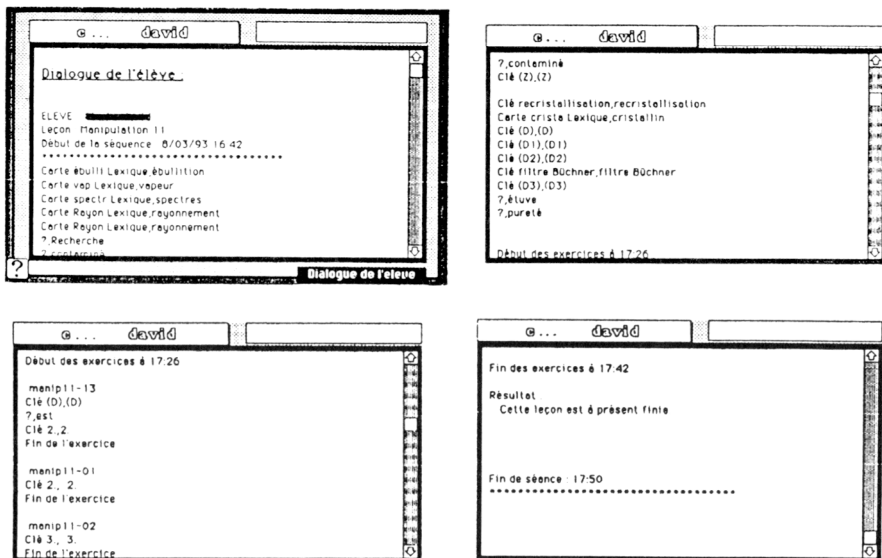 e... david
Dialogue de l'élève :
ELEVE
Leçon Manipulation 11
Début de la séquence 8/03/93 16 42
Carte ébulli Lexique,ébullition
Carte vap Lexique,vapeur
Carte spectr Lexique,spectres
Carte Rayon Lexique,rayonnement
Carte Rayon Lexique,rayonnement
?,Recherche
?,contaminé
?
Dialogue de l'eleve
e... david
?,contaminé
Clé (Z),(Z)
Clé recristallisation,recristallisation
Carte crista Lexique,cristallin
Clé (D),(D)
Clé (D1),(D1)
Clé (D2),(D2)
Clé filtre Büchner,filtre Büchner
Clé (D3),(D3)
?,étuve
?,pureté
Début des exercices à 17:26
e... david
Début des exercices à 17:26
manip11-13
Clé (D),(D)
?,est
Clé 2.,2.
Fin de l'exercice
manip11-01
Clé 2., 2.
Fin de l'exercice
manip11-02
Clé 3., 3.
Fin de l'exercice
e... david
Fin des exercices à 17:42
Résultat
Cette leçon est à présent finie
Fin de séance : 17:50